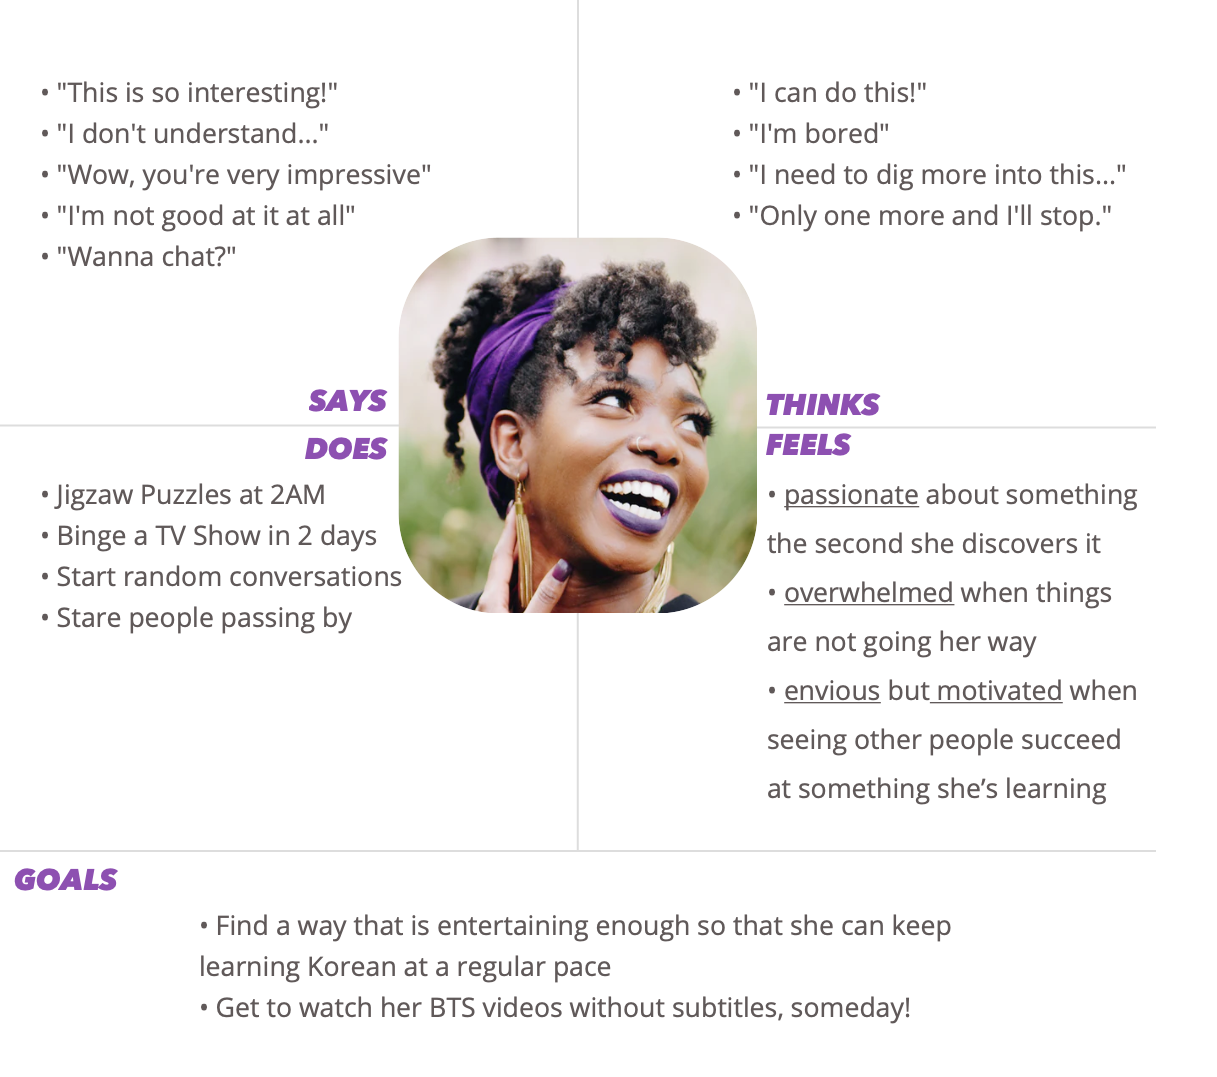 • "This is so interesting!"
• "I don't understand..."
• "Wow, you're very impressive"
• "I'm not good at it at all"
• "Wanna chat?"
SAYS
• "I can do this!"
• "I'm bored"
• "I need to dig more into this..."
• "Only one more and I'll stop."
THINKS
DOES
• Jigzaw Puzzles at 2AM
• Binge a TV Show in 2 days
• Start random conversations
• Stare people passing by
FEELS
• passionate about something
the second she discovers it
• overwhelmed when things
are not going her way
• envious but motivated when
seeing other people succeed
at something she’s learning
GOALS
• Find a way that is entertaining enough so that she can keep
learning Korean at a regular pace
• Get to watch her BTS videos without subtitles, someday!